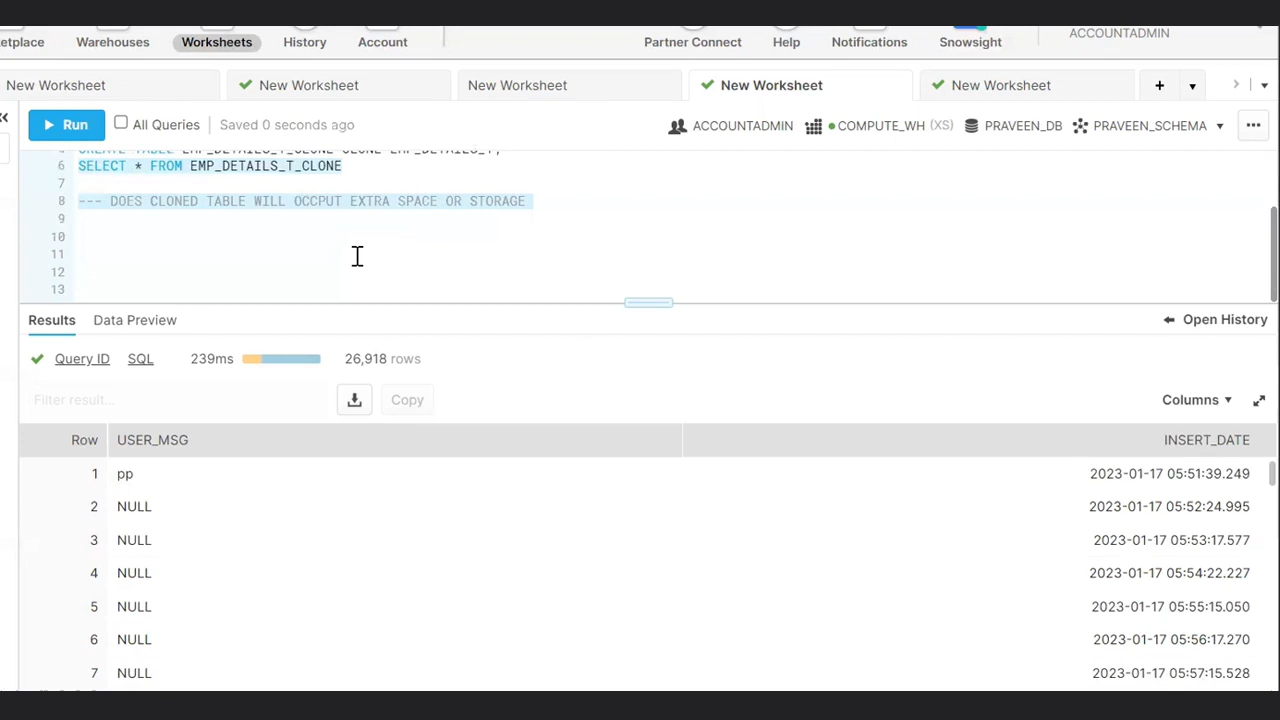 etplace Warehouses Worksheets History Account Partner Connect Help Notifications Snowsight ACCOUNTADMIN
New Worksheet New Worksheet New Worksheet New Worksheet New Worksheet +
Run All Queries Saved 0 seconds ago ACCOUNTADMIN COMPUTE_WH (XS) PRAVEEN_DB PRAVEEN_SCHEMA
CREATE TABLE EMP_DETAILS_T_CLONE CLONE EMP_DETAILS_T;
6 SELECT * FROM EMP_DETAILS_T_CLONE
7
8 --- DOES CLONED TABLE WILL OCCPUT EXTRA SPACE OR STORAGE
9
10
11
12
13
Results Data Preview Open History
Query ID SQL 239ms 26,918 rows
Filter result... Copy Columns
Row USER_MSG INSERT_DATE
1 pp 2023-01-17 05:51:39.249
2 NULL 2023-01-17 05:52:24.995
3 NULL 2023-01-17 05:53:17.577
4 NULL 2023-01-17 05:54:22.227
5 NULL 2023-01-17 05:55:15.050
6 NULL 2023-01-17 05:56:17.270
7 NULL 2023-01-17 05:57:15.528